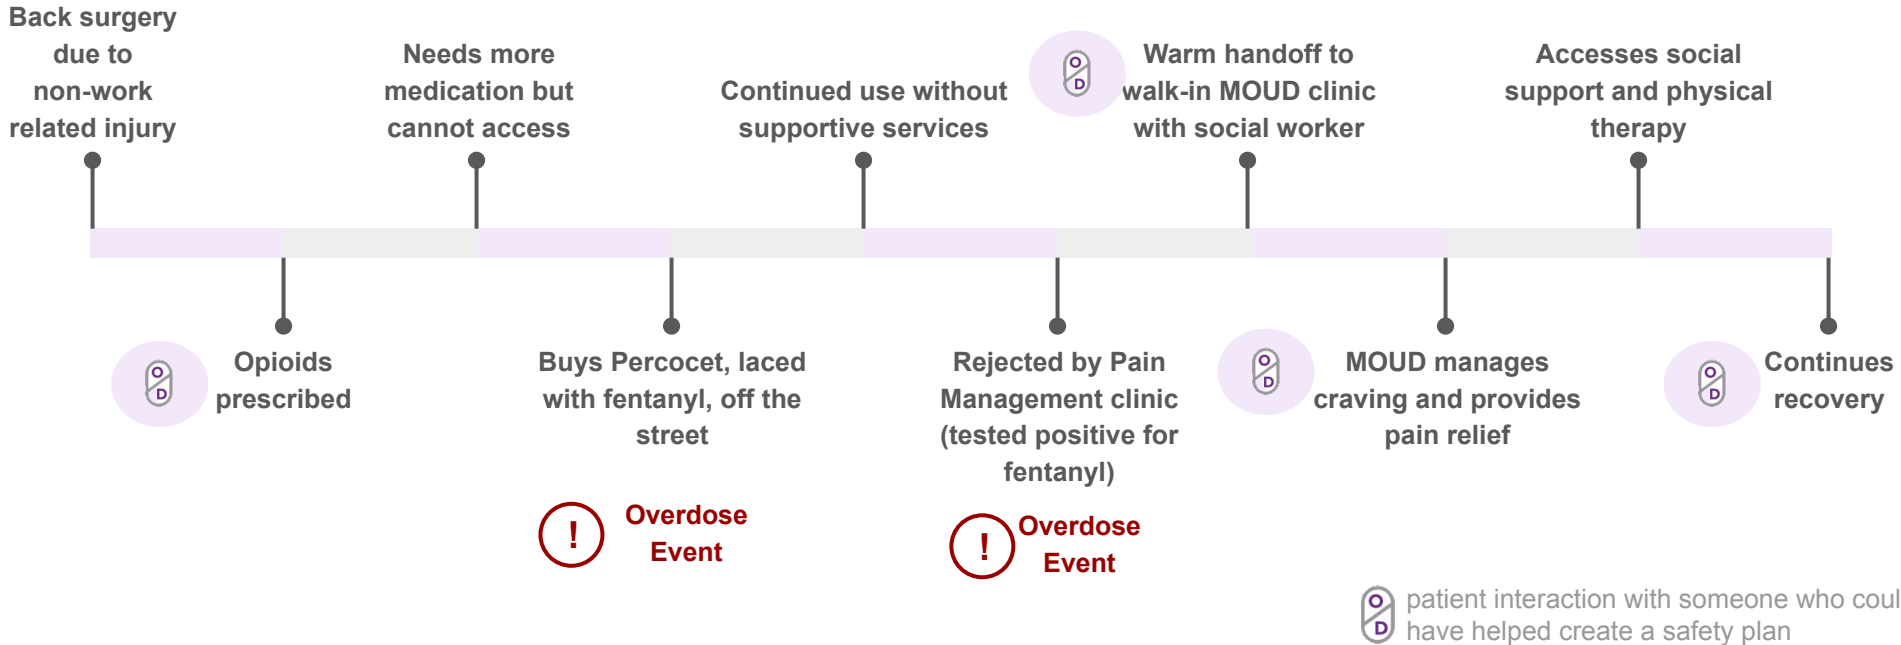 Back surgery
due to
non-work
related injury
Needs more
medication but
cannot access
Continued use without
supportive services
O
D
Warm handoff to
walk-in MOUD clinic
with social worker
Accesses social
support and physical
therapy
O
D
Opioids
prescribed
Buys Percocet, laced
with fentanyl, off the
street
!
Overdose
Event
Rejected by Pain
Management clinic
(tested positive for
fentanyl)
!
Overdose
Event
O
D
MOUD manages
craving and provides
pain relief
O
D
Continues
recovery
O
D
patient interaction with someone who coul
have helped create a safety plan